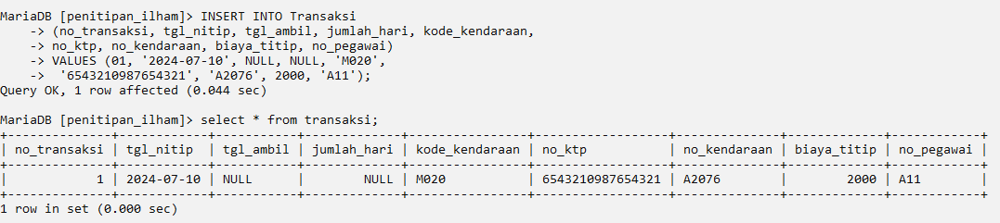 MariaDB [penitipan_ilham]> INSERT INTO Transaksi
    -> (no_transaksi, tgl_nitip, tgl_ambil, jumlah_hari, kode_kendaraan,
    -> no_ktp, no_kendaraan, biaya_titip, no_pegawai)
    -> VALUES (01, '2024-07-10', NULL, NULL, 'M020',
    ->  '6543210987654321', 'A2076', 2000, 'A11');
Query OK, 1 row affected (0.044 sec)
MariaDB [penitipan_ilham]> select * from transaksi;
+--------------+------------+-----------+-------------+----------------+------------------+--------------+-------------+------------+
| no_transaksi | tgl_nitip  | tgl_ambil | jumlah_hari | kode_kendaraan | no_ktp           | no_kendaraan | biaya_titip | no_pegawai |
+--------------+------------+-----------+-------------+----------------+------------------+--------------+-------------+------------+
|            1 | 2024-07-10 | NULL      |        NULL | M020           | 6543210987654321 | A2076        |        2000 | A11        |
+--------------+------------+-----------+-------------+----------------+------------------+--------------+-------------+------------+
1 row in set (0.000 sec)